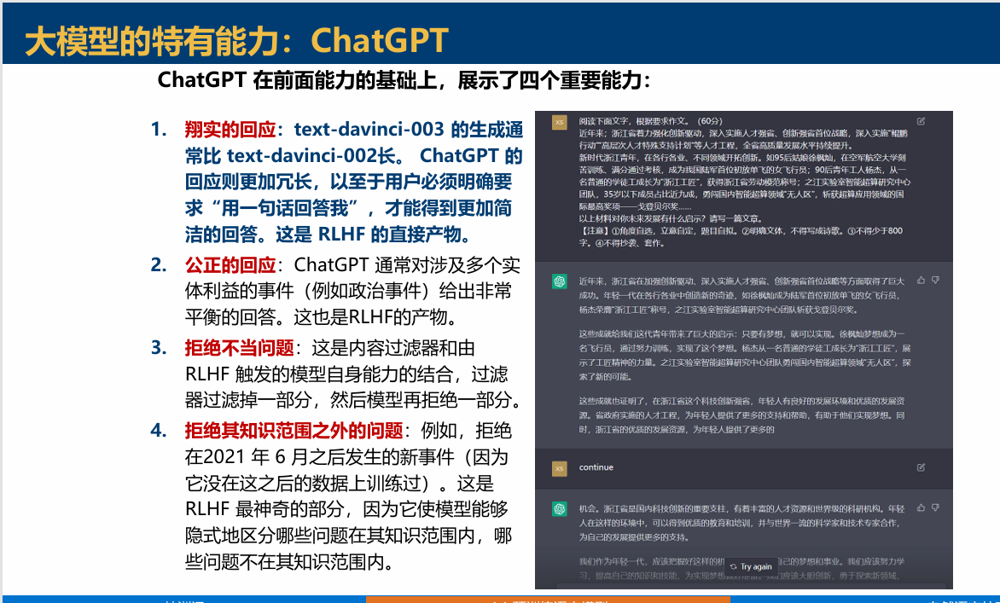 大模型的特有能力：ChatGPT
ChatGPT 在前面能力的基础上，展示了四个重要能力：
1. 翔实的回应：text-davinci-003 的生成通
常比 text-davinci-002长。 ChatGPT 的
回应则更加冗长，以至于用户必须明确要
求“用一句话回答我”，才能得到更加简
洁的回答。这是 RLHF 的直接产物。
2. 公正的回应：ChatGPT 通常对涉及多个实
体利益的事件（例如政治事件）给出非常
平衡的回答。这也是RLHF的产物。
3. 拒绝不当问题：这是内容过滤器和由
RLHF 触发的模型自身能力的结合，过滤
器过滤掉一部分，然后模型再拒绝一部分。
4. 拒绝其知识范围之外的问题：例如，拒绝
在2021 年 6 月之后发生的新事件（因为
它没在这之后的数据上训练过）。这是
RLHF 最神奇的部分，因为它使模型能够
隐式地区分哪些问题在其知识范围内，哪
些问题不在其知识范围内。
XS
阅读下面文字，根据要求作文。（60分）
近年来；浙江省着力强化创新驱动，深入实施人才强省、创新强省首位战略，深入实施“鲲鹏
行动”“高层次人才特殊支持计划”等人才工程，全省高质量发展水平持续提升。
新时代浙江青年，在各行各业、不同领域开拓创新。如95后姑娘徐枫灿，在空军航空大学刻
苦训练、满分通过考核，成为我国陆军首位初放单飞的女飞行员；90后青年工人杨杰，从一
名普通的学徒工成长为“浙江工匠”，获得浙江省劳动模范称号；之江实验室智能超算研究中心
团队，35岁以下成员占比近九成，勇闯国内智能超算领域“无人区”，斩获超算应用领域的国
际最高奖项——戈登贝尔奖……
以上材料对你未来发展有什么启示？请写一篇文章。
【注意】①角度自选，立意自定，题目自拟。②明确文体，不得写成诗歌。③不得少于800
字。④不得抄袭、套作。
近年来，浙江省在加强创新驱动、深入实施人才强省、创新强省首位战略等方面取得了巨大
成功。年轻一代在各行各业中创造新的奇迹，如徐枫灿成为陆军首位初放单飞的女飞行员，
杨杰荣膺“浙江工匠”称号，之江实验室智能超算研究中心团队斩获戈登贝尔奖。
这些成就给我们这代青年带来了巨大的启示：只要有梦想，就可以实现。徐枫灿梦想成为一
名飞行员，通过努力训练，实现了这个梦想。杨杰从一名普通的学徒工成长为“浙江工匠”，展
示了工匠精神的力量。之江实验室智能超算研究中心团队勇闯国内智能超算领域“无人区”，探
索了新的可能。
这些成就也证明了，在浙江省这个科技创新强省，年轻人有良好的发展环境和优质的发展资
源。省政府实施的人才工程，为年轻人提供了更多的支持和帮助，有助于他们实现梦想。同
时，浙江省的优质的发展资源，为年轻人提供了更多的
XS
continue
机会。浙江省是国内科技创新的重要支柱，有着丰富的人才资源和世界级的科研机构。年轻
人在这样的环境中，可以得到优质的教育和培训，并与世界一流的科学家和技术专家合作，
为自己的发展提供更多的支持。
我们作为年轻一代，应该把握好这样的机 自己的梦想和事业。我们应该努力学
Try again
习，提高自己的知识和技能，为实现梦想 我们应该大胆创新，勇于探索新领域，